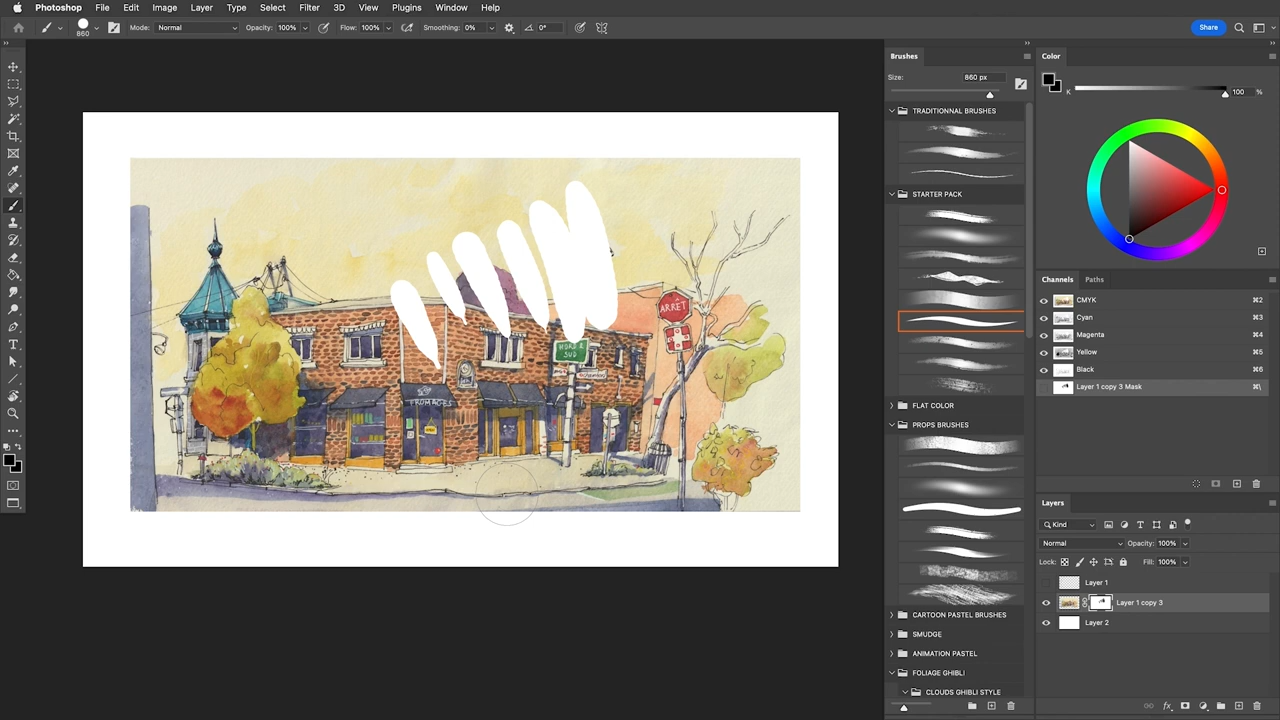 Photoshop File Edit Image Layer Type Select Filter 3D View Plugins Window Help
860 Mode: Normal Opacity: 100% Flow: 100% Smoothing: 0% 0° Share
Brushes
Size: 860 px
TRADITIONNAL BRUSHES
STARTER PACK
FLAT COLOR
PROPS BRUSHES
CARTOON PASTEL BRUSHES
SMUDGE
ANIMATION PASTEL
FOLIAGE GHIBLI
CLOUDS GHIBLI STYLE
Color
K 100 %
Channels Paths
CMYK ⌘2
Cyan ⌘3
Magenta ⌘4
Yellow ⌘5
Black ⌘6
Layer 1 copy 3 Mask ⌘\
Layers
Kind
Normal Opacity: 100%
Lock: Fill: 100%
Layer 1
Layer 1 copy 3
Layer 2
ARRÊT
SUD
FROMAGES